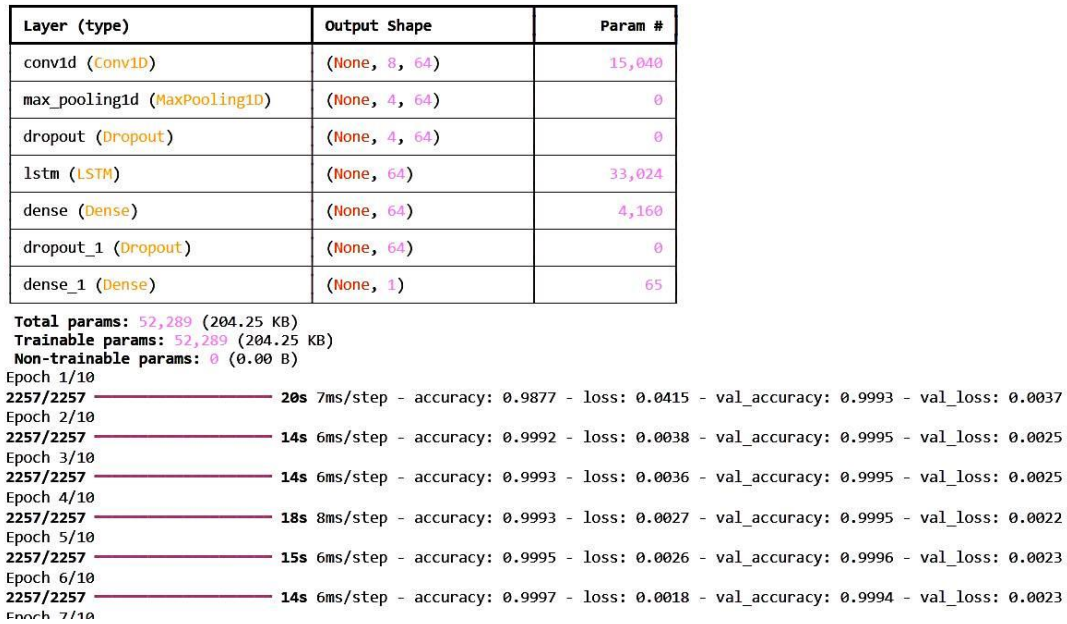 Layer (type) Output Shape Param #
conv1d (Conv1D) (None, 8, 64) 15,040
max_pooling1d (MaxPooling1D) (None, 4, 64) 0
dropout (Dropout) (None, 4, 64) 0
lstm (LSTM) (None, 64) 33,024
dense (Dense) (None, 64) 4,160
dropout_1 (Dropout) (None, 64) 0
dense_1 (Dense) (None, 1) 65
Total params: 52,289 (204.25 KB)
Trainable params: 52,289 (204.25 KB)
Non-trainable params: 0 (0.00 B)
Epoch 1/10
2257/2257 ━━━━━━━━━━━━━━━━━━━━ 20s 7ms/step - accuracy: 0.9877 - loss: 0.0415 - val_accuracy: 0.9993 - val_loss: 0.0037
Epoch 2/10
2257/2257 ━━━━━━━━━━━━━━━━━━━━ 14s 6ms/step - accuracy: 0.9992 - loss: 0.0038 - val_accuracy: 0.9995 - val_loss: 0.0025
Epoch 3/10
2257/2257 ━━━━━━━━━━━━━━━━━━━━ 14s 6ms/step - accuracy: 0.9993 - loss: 0.0036 - val_accuracy: 0.9995 - val_loss: 0.0025
Epoch 4/10
2257/2257 ━━━━━━━━━━━━━━━━━━━━ 18s 8ms/step - accuracy: 0.9993 - loss: 0.0027 - val_accuracy: 0.9995 - val_loss: 0.0022
Epoch 5/10
2257/2257 ━━━━━━━━━━━━━━━━━━━━ 15s 6ms/step - accuracy: 0.9995 - loss: 0.0026 - val_accuracy: 0.9996 - val_loss: 0.0023
Epoch 6/10
2257/2257 ━━━━━━━━━━━━━━━━━━━━ 14s 6ms/step - accuracy: 0.9997 - loss: 0.0018 - val_accuracy: 0.9994 - val_loss: 0.0023
Epoch 7/10